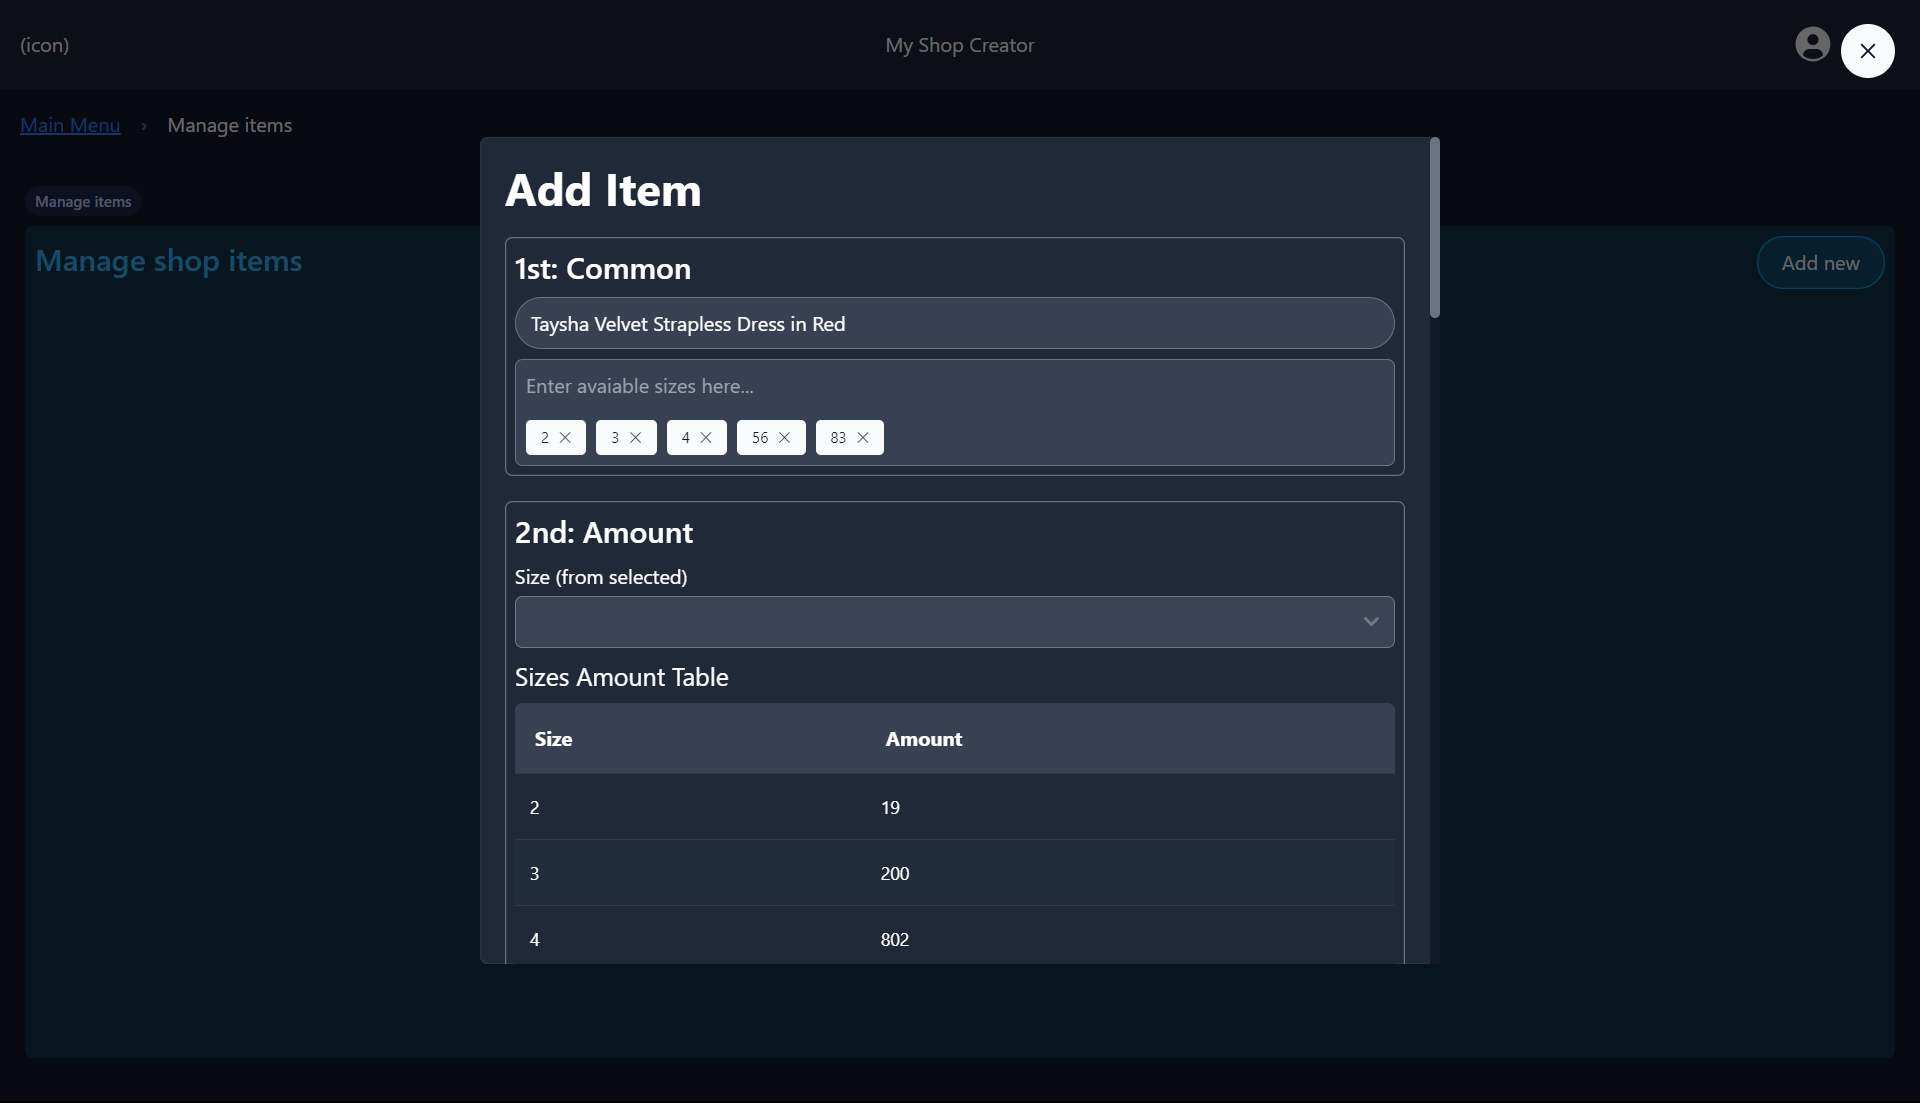 (icon)
My Shop Creator
Main Menu › Manage items
Manage items
Manage shop items
Add new
Add Item
1st: Common
Taysha Velvet Strapless Dress in Red
Enter avaiable sizes here...
2 3 4 56 83
2nd: Amount
Size (from selected)
Sizes Amount Table
Size Amount
2 19
3 200
4 802